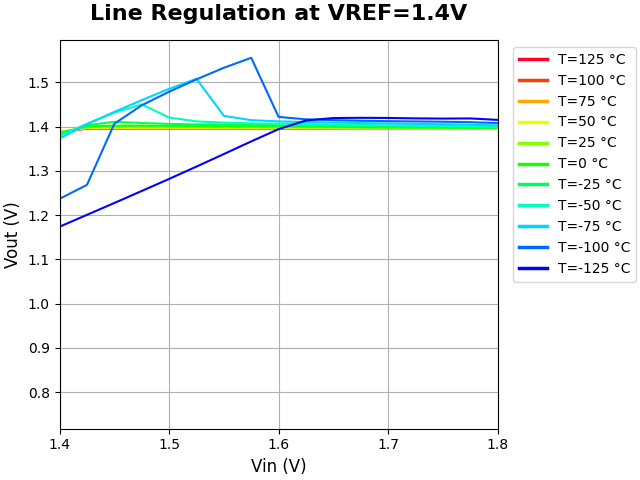 Line Regulation at VREF=1.4V
Vout (V)
1.5
1.4
1.3
1.2
1.1
1.0
0.9
0.8
1.4
1.5
1.6
1.7
1.8
Vin (V)
T=125 °C
T=100 °C
T=75 °C
T=50 °C
T=25 °C
T=0 °C
T=-25 °C
T=-50 °C
T=-75 °C
T=-100 °C
T=-125 °C